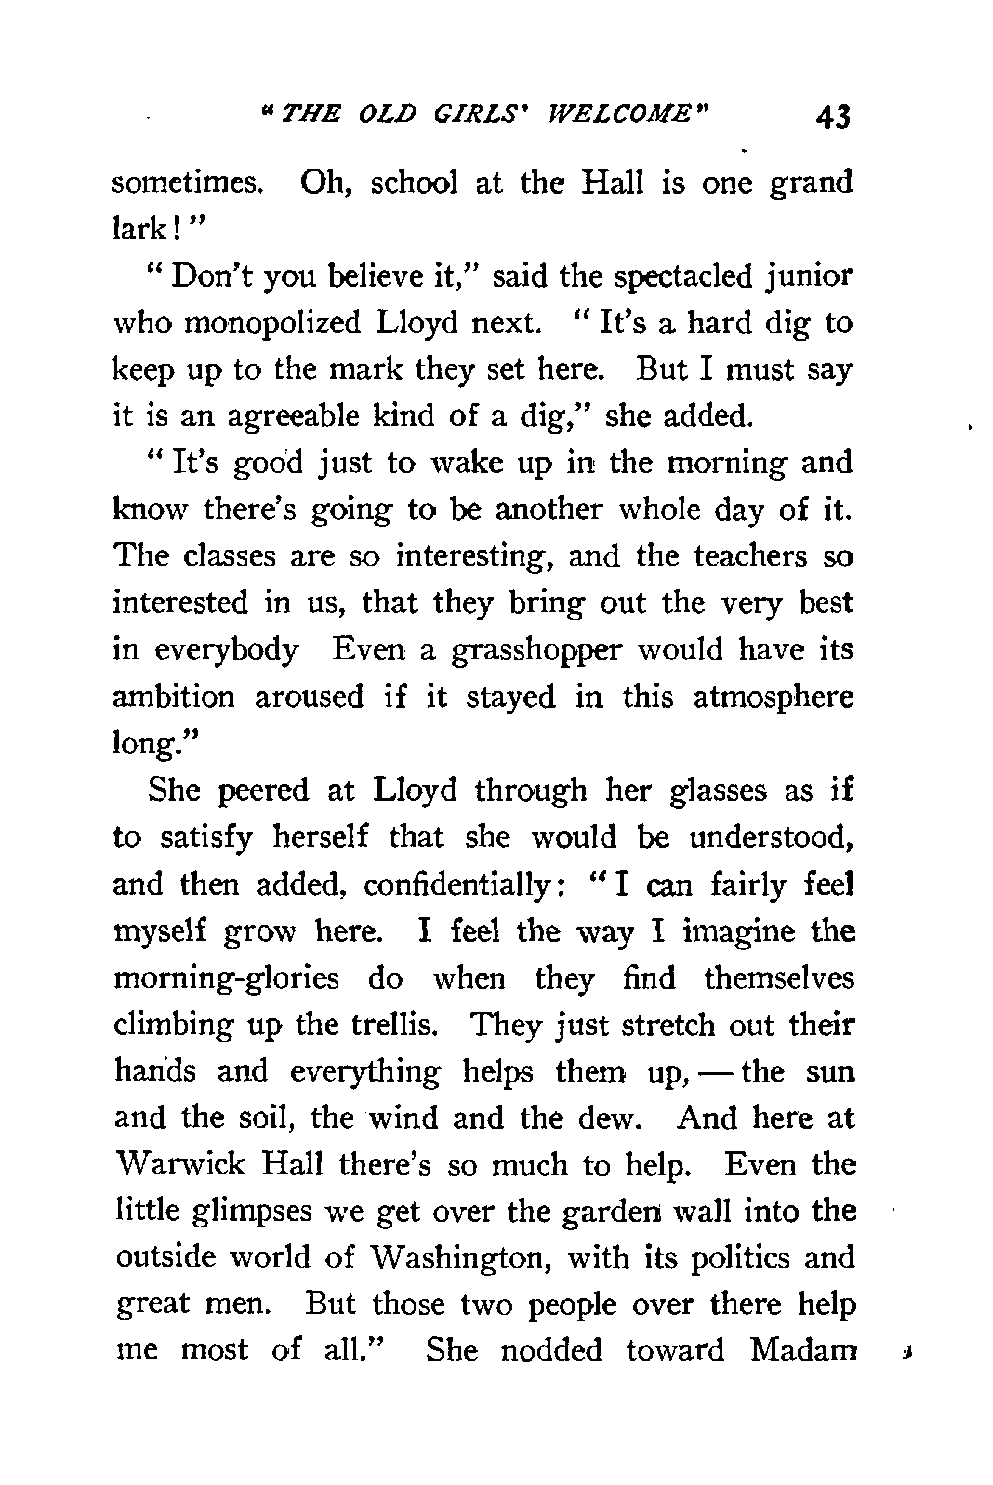 "THE OLD GIRLS' WELCOME" 43
sometimes. Oh, school at the Hall is one grand
lark!"
"Don't you believe it," said the spectacled junior
who monopolized Lloyd next. "It's a hard dig to
keep up to the mark they set here. But I must say
it is an agreeable kind of a dig," she added.
"It's good just to wake up in the morning and
know there's going to be another whole day of it.
The classes are so interesting, and the teachers so
interested in us, that they bring out the very best
in everybody Even a grasshopper would have its
ambition aroused if it stayed in this atmosphere
long."
She peered at Lloyd through her glasses as if
to satisfy herself that she would be understood,
and then added, confidentially: "I can fairly feel
myself grow here. I feel the way I imagine the
morning-glories do when they find themselves
climbing up the trellis. They just stretch out their
hands and everything helps them up, — the sun
and the soil, the wind and the dew. And here at
Warwick Hall there's so much to help. Even the
little glimpses we get over the garden wall into the
outside world of Washington, with its politics and
great men. But those two people over there help
me most of all." She nodded toward Madam